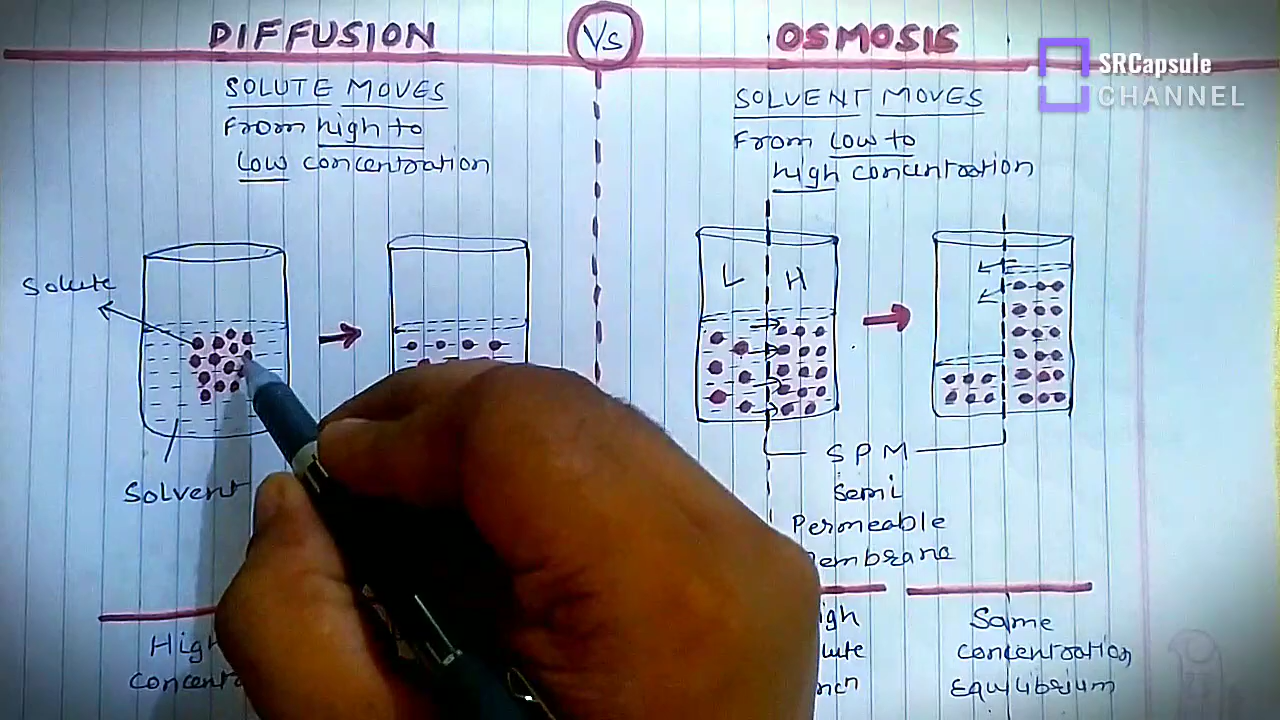 DIFFUSION
Vs
OSMOSIS
SRCapsule
CHANNEL
SOLUTE MOVES
From high to
low concentration
SOLVENT MOVES
From low to
high concentration
Solute
Solvent
L
H
SPM
Semi
Permeable
High
Same
concentration
Equilibrium